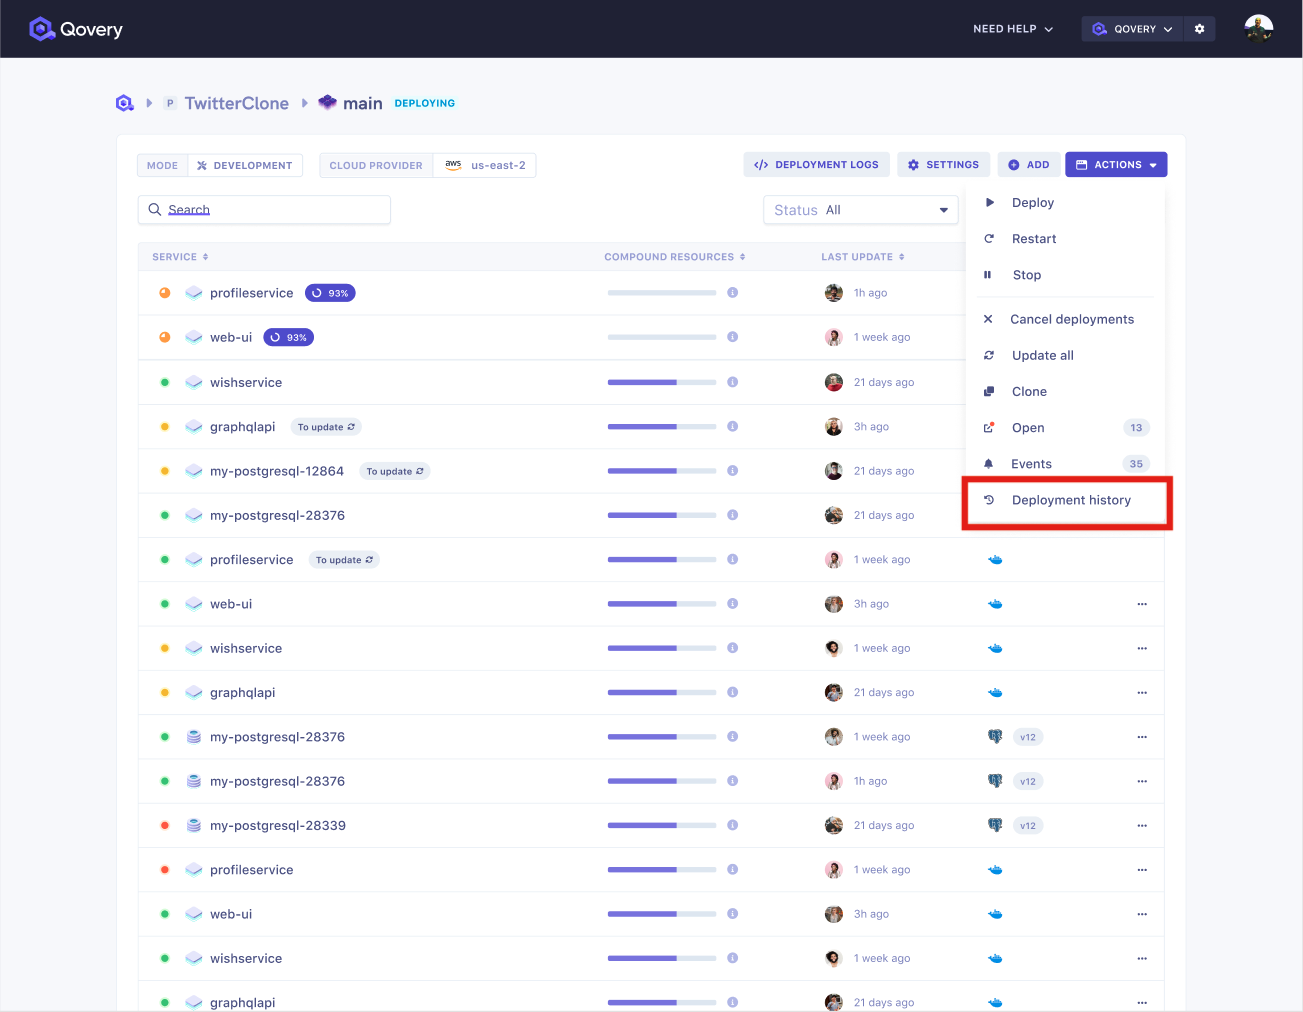 Qovery
NEED HELP
QOVERY
P TwitterClone main DEPLOYING
MODE DEVELOPMENT CLOUD PROVIDER aws us-east-2
DEPLOYMENT LOGS SETTINGS ADD ACTIONS
Search
Status All
Deploy
Restart
Stop
Cancel deployments
Update all
Clone
Open 13
Events 35
Deployment history
SERVICE COMPOUND RESOURCES LAST UPDATE
profileservice 93% 1h ago
web-ui 93% 1 week ago
wishservice 21 days ago
graphqlapi To update 3h ago
my-postgresql-12864 To update 21 days ago
my-postgresql-28376 21 days ago
profileservice To update 1 week ago
web-ui 3h ago
wishservice 1 week ago
graphqlapi 21 days ago
my-postgresql-28376 1 week ago v12
my-postgresql-28376 1h ago v12
my-postgresql-28339 21 days ago v12
profileservice 1 week ago
web-ui 3h ago
wishservice 1 week ago
graphqlapi 21 days ago